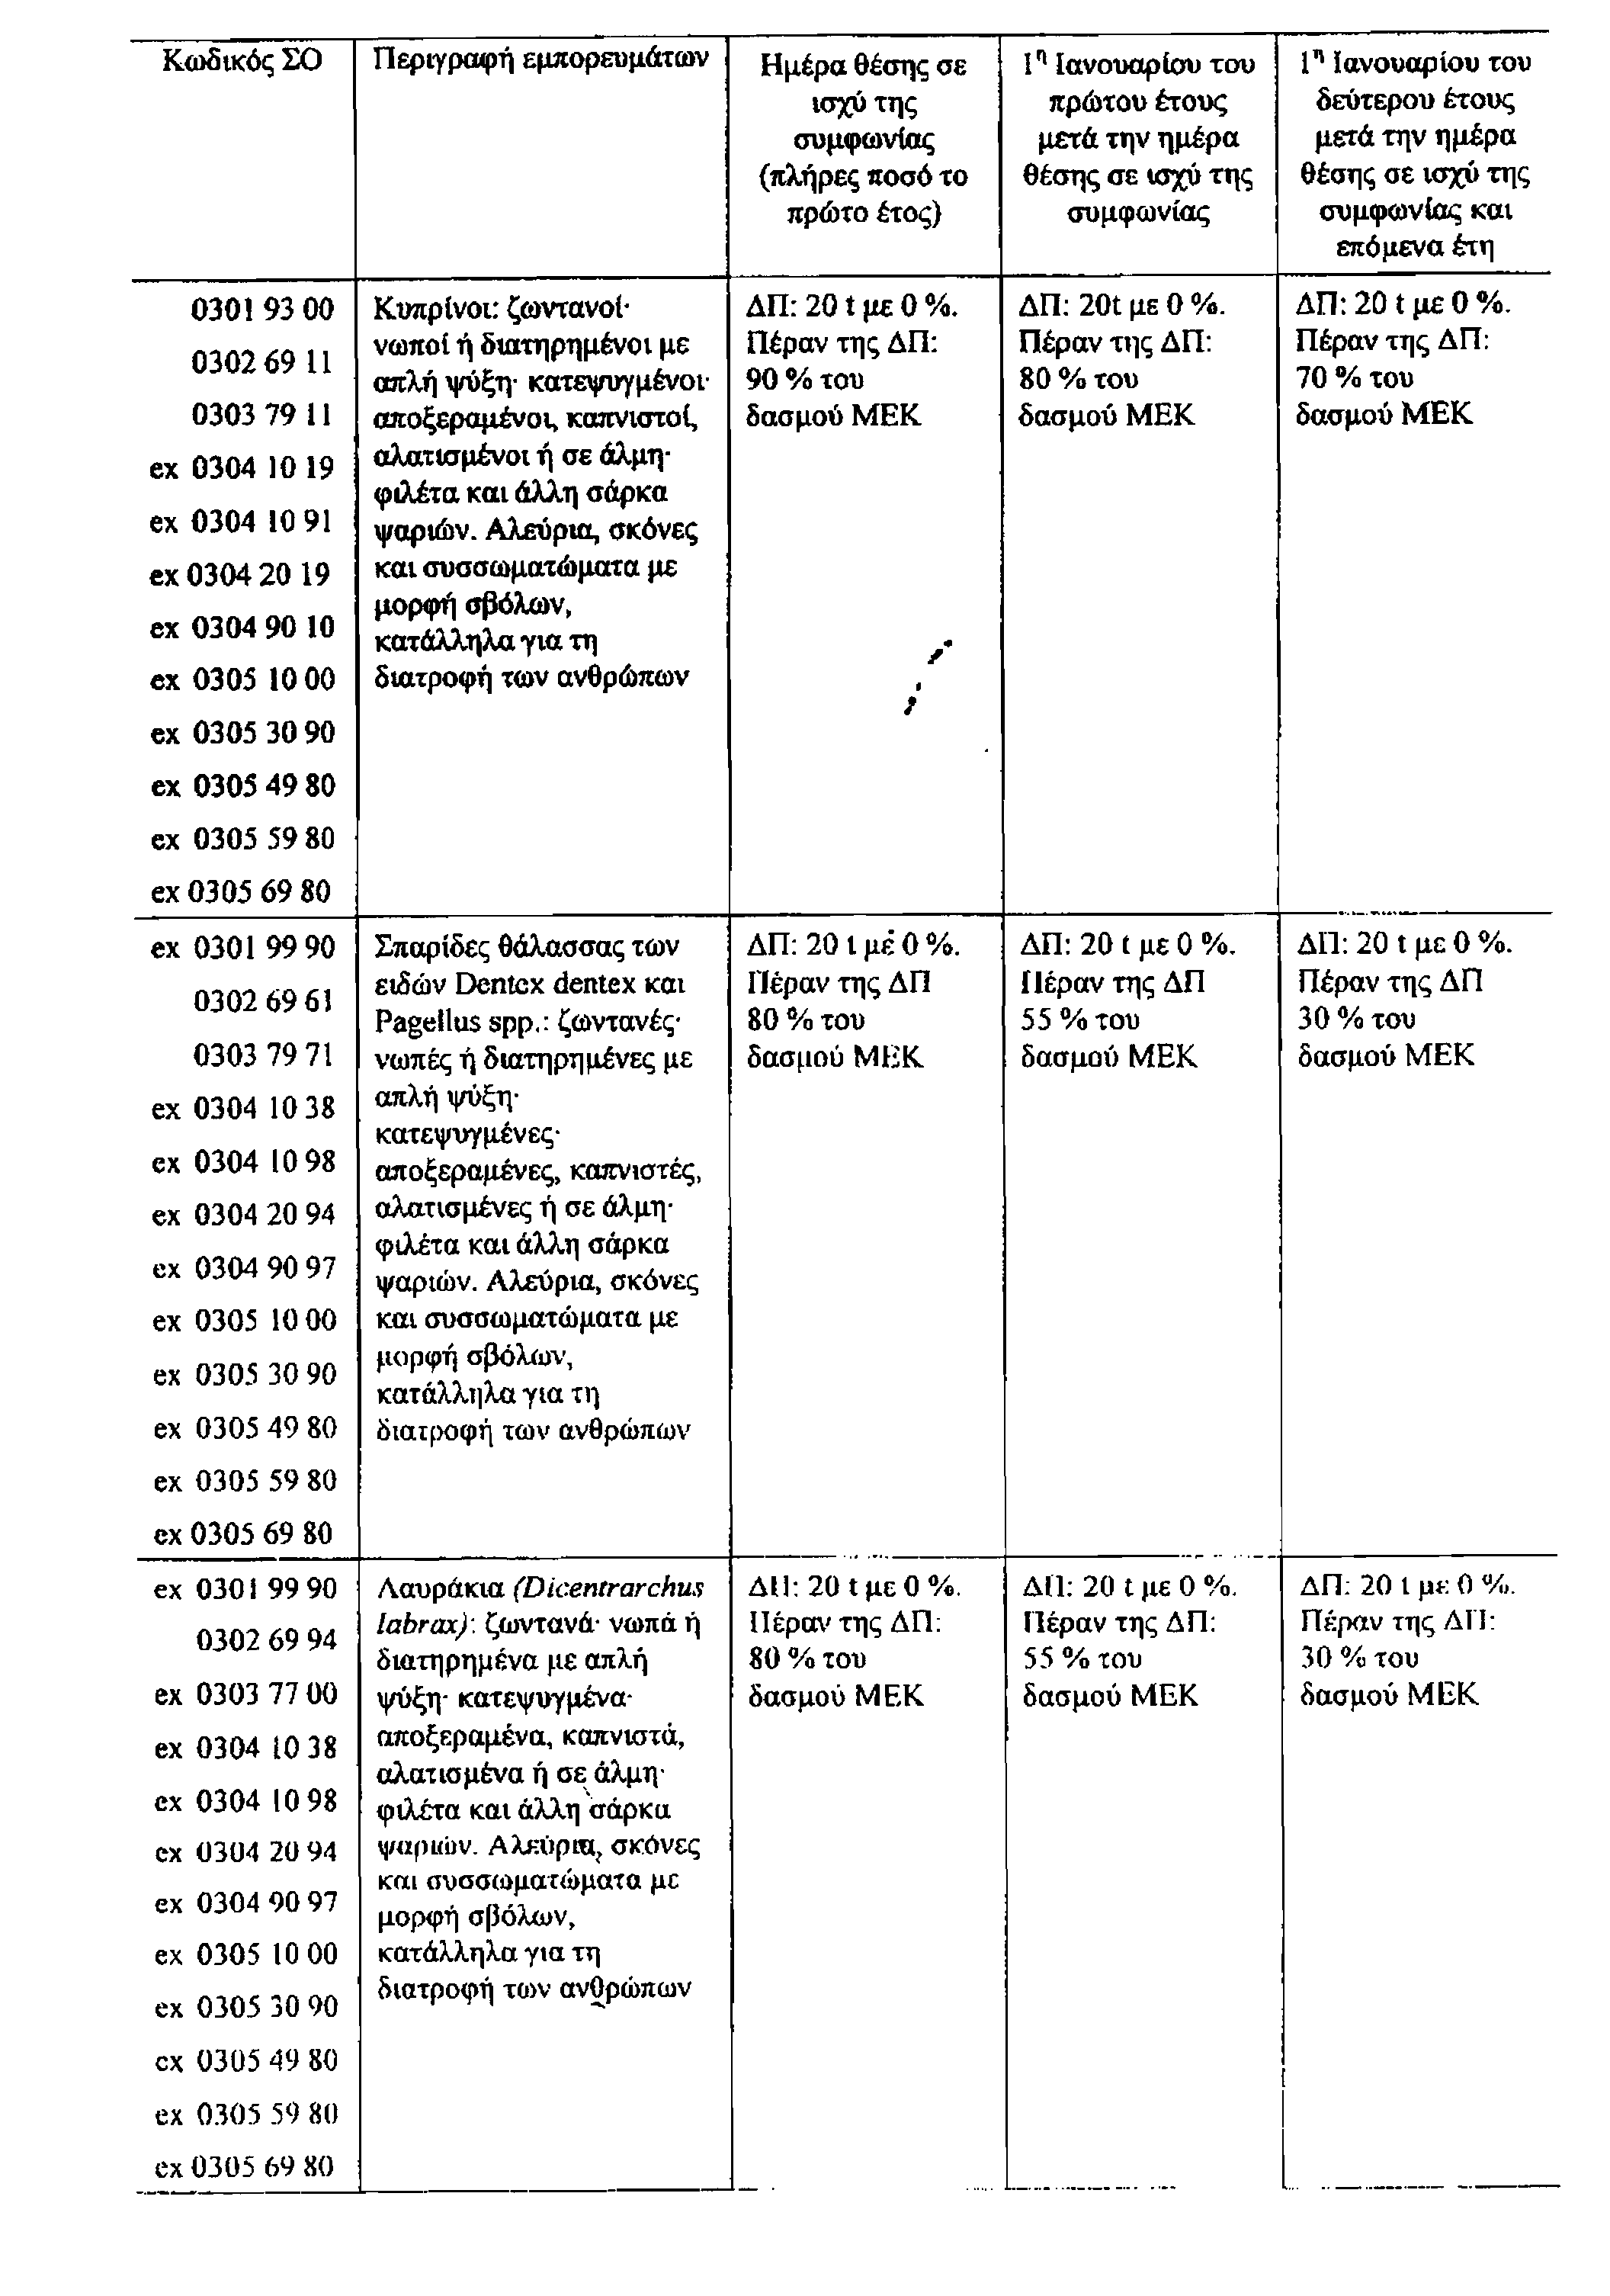 Κωδικός ΣΟ
Περιγραφή εμπορευμάτων
Ημέρα θέσης σε
ισχύ της
συμφωνίας
(πλήρες ποσό το
πρώτο έτος)
1η Ιανουαρίου του
πρώτου έτους
μετά την ημέρα
θέσης σε ισχύ της
συμφωνίας
1η Ιανουαρίου του
δεύτερου έτους
μετά την ημέρα
θέσης σε ισχύ της
συμφωνίας και
επόμενα έτη
0301 93 00
0302 69 11
0303 79 11
ex 0304 10 19
ex 0304 10 91
ex 0304 20 19
ex 0304 90 10
ex 0305 10 00
ex 0305 30 90
ex 0305 49 80
ex 0305 59 80
ex 0305 69 80
Κυπρίνοι: ζωντανοί·
νωποί ή διατηρημένοι με
απλή ψύξη· κατεψυγμένοι·
αποξεραμένοι, καπνιστοί,
αλατισμένοι ή σε άλμη·
φιλέτα και άλλη σάρκα
ψαριών. Αλεύρια, σκόνες
και συσσωματώματα με
μορφή σβόλων,
κατάλληλα για τη
διατροφή των ανθρώπων
ΔΠ: 20 t με 0 %.
Πέραν της ΔΠ:
90 % του
δασμού ΜΕΚ
ΔΠ: 20t με 0 %.
Πέραν της ΔΠ:
80 % του
δασμού ΜΕΚ
ΔΠ: 20 t με 0 %.
Πέραν της ΔΠ:
70 % του
δασμού ΜΕΚ
ex 0301 99 90
0302 69 61
0303 79 71
ex 0304 10 38
ex 0304 10 98
ex 0304 20 94
ex 0304 90 97
ex 0305 10 00
ex 0305 30 90
ex 0305 49 80
ex 0305 59 80
ex 0305 69 80
Σπαρίδες θάλασσας των
ειδών Dentex dentex και
Pagellus spp.: ζωντανές·
νωπές ή διατηρημένες με
απλή ψύξη·
κατεψυγμένες·
αποξεραμένες, καπνιστές,
αλατισμένες ή σε άλμη·
φιλέτα και άλλη σάρκα
ψαριών. Αλεύρια, σκόνες
και συσσωματώματα με
μορφή σβόλων,
κατάλληλα για τη
διατροφή των ανθρώπων
ΔΠ: 20 t με 0 %.
Πέραν της ΔΠ
80 % του
δασμού ΜΕΚ
ΔΠ: 20 t με 0 %.
Πέραν της ΔΠ
55 % του
δασμού ΜΕΚ
ΔΠ: 20 t με 0 %.
Πέραν της ΔΠ
30 % του
δασμού ΜΕΚ
ex 0301 99 90
0302 69 94
ex 0303 77 00
ex 0304 10 38
ex 0304 10 98
ex 0304 20 94
ex 0304 90 97
ex 0305 10 00
ex 0305 30 90
ex 0305 49 80
ex 0305 59 80
ex 0305 69 80
Λαυράκια (Dicentrarchus
labrax): ζωντανά· νωπά ή
διατηρημένα με απλή
ψύξη· κατεψυγμένα·
αποξεραμένα, καπνιστά,
αλατισμένα ή σε άλμη·
φιλέτα και άλλη σάρκα
ψαριών. Αλεύρια, σκόνες
και συσσωματώματα με
μορφή σβόλων,
κατάλληλα για τη
διατροφή των ανθρώπων
ΔΠ: 20 t με 0 %.
Πέραν της ΔΠ:
80 % του
δασμού ΜΕΚ
ΔΠ: 20 t με 0 %.
Πέραν της ΔΠ:
55 % του
δασμού ΜΕΚ
ΔΠ: 20 t με 0 %.
Πέραν της ΔΠ:
30 % του
δασμού ΜΕΚ